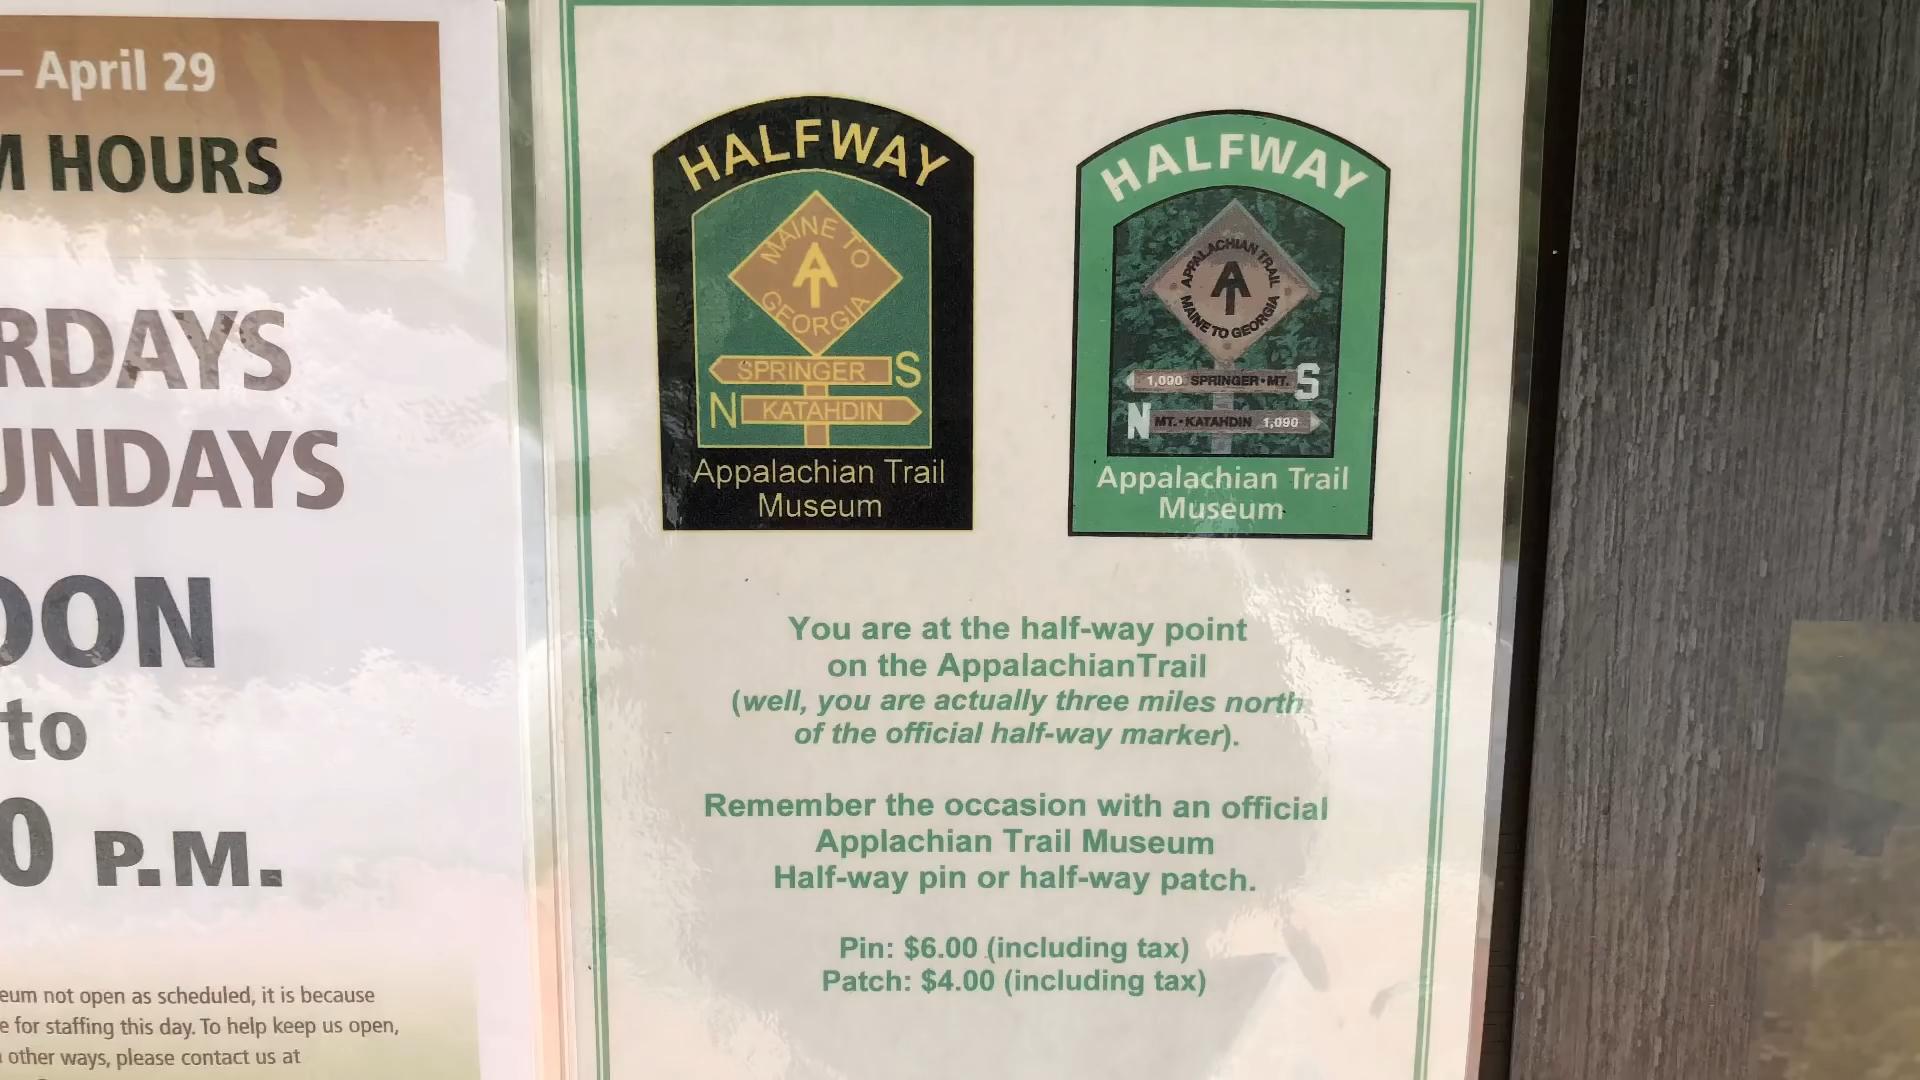 – April 29
HOURS
RDAYS
UNDAYS
OON
to
0 P.M.
eum not open as scheduled, it is because
e for staffing this day. To help keep us open,
other ways, please contact us at
HALFWAY
MAINE TO
GEORGIA
SPRINGER S
N KATAHDIN
Appalachian Trail
Museum
HALFWAY
APPALACHIAN TRAIL
MAINE TO GEORGIA
1,090 SPRINGER•MT. S
N MT.•KATAHDIN 1,090
Appalachian Trail
Museum
You are at the half-way point
on the AppalachianTrail
(well, you are actually three miles north
of the official half-way marker).
Remember the occasion with an official
Applachian Trail Museum
Half-way pin or half-way patch.
Pin: $6.00 (including tax)
Patch: $4.00 (including tax)